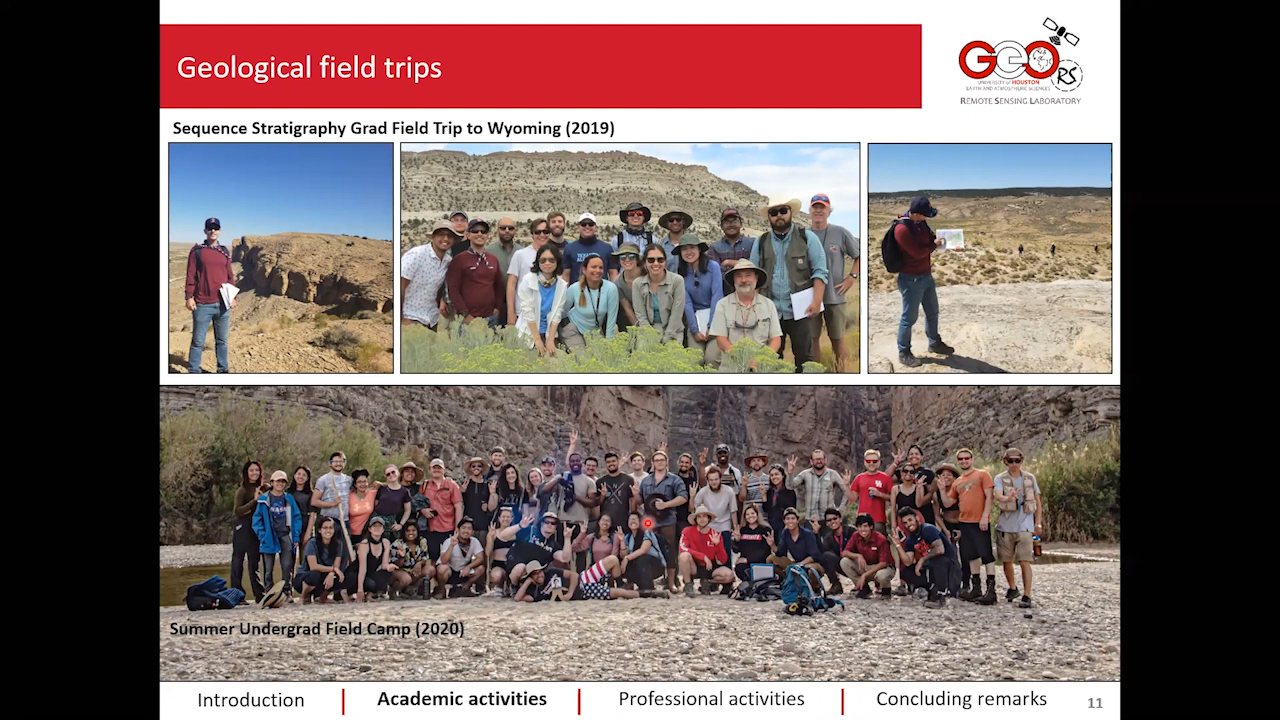 Geological field trips
GEO
RS
UNIVERSITY OF HOUSTON
EARTH AND ATMOSPHERIC SCIENCES
REMOTE SENSING LABORATORY
Sequence Stratigraphy Grad Field Trip to Wyoming (2019)
Summer Undergrad Field Camp (2020)
Introduction
Academic activities
Professional activities
Concluding remarks
11